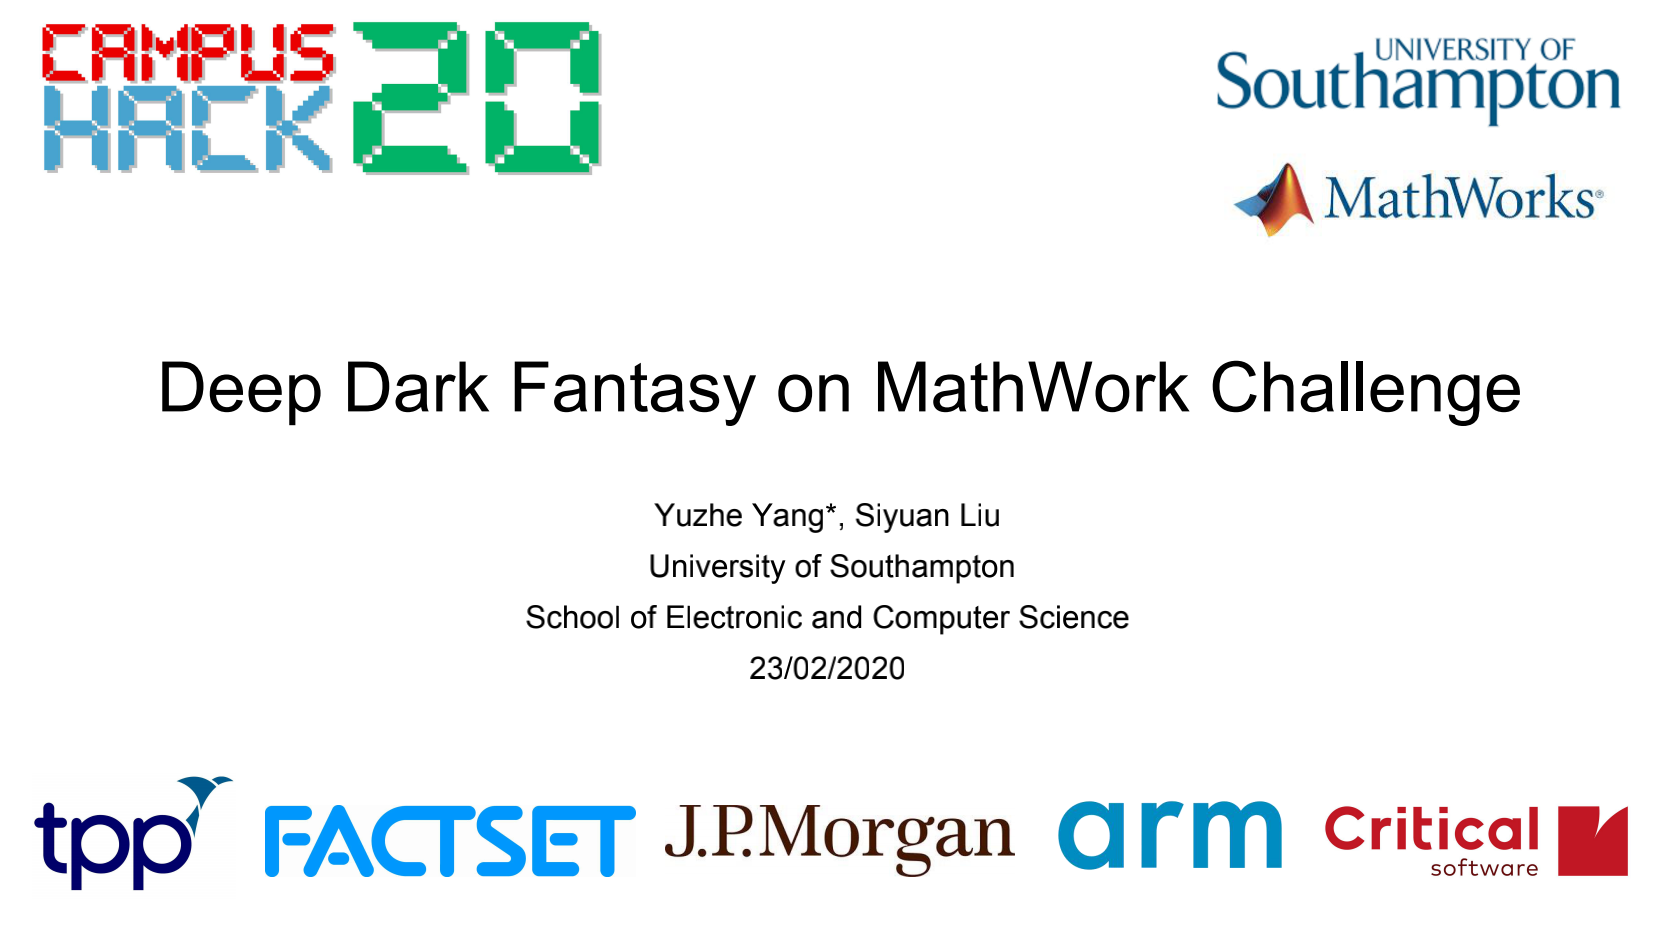 CAMPUS
HACK 20
UNIVERSITY OF
Southampton
MathWorks®
Deep Dark Fantasy on MathWork Challenge
Yuzhe Yang*, Siyuan Liu
University of Southampton
School of Electronic and Computer Science
23/02/2020
tpp FACTSET J.P.Morgan arm Critical
software